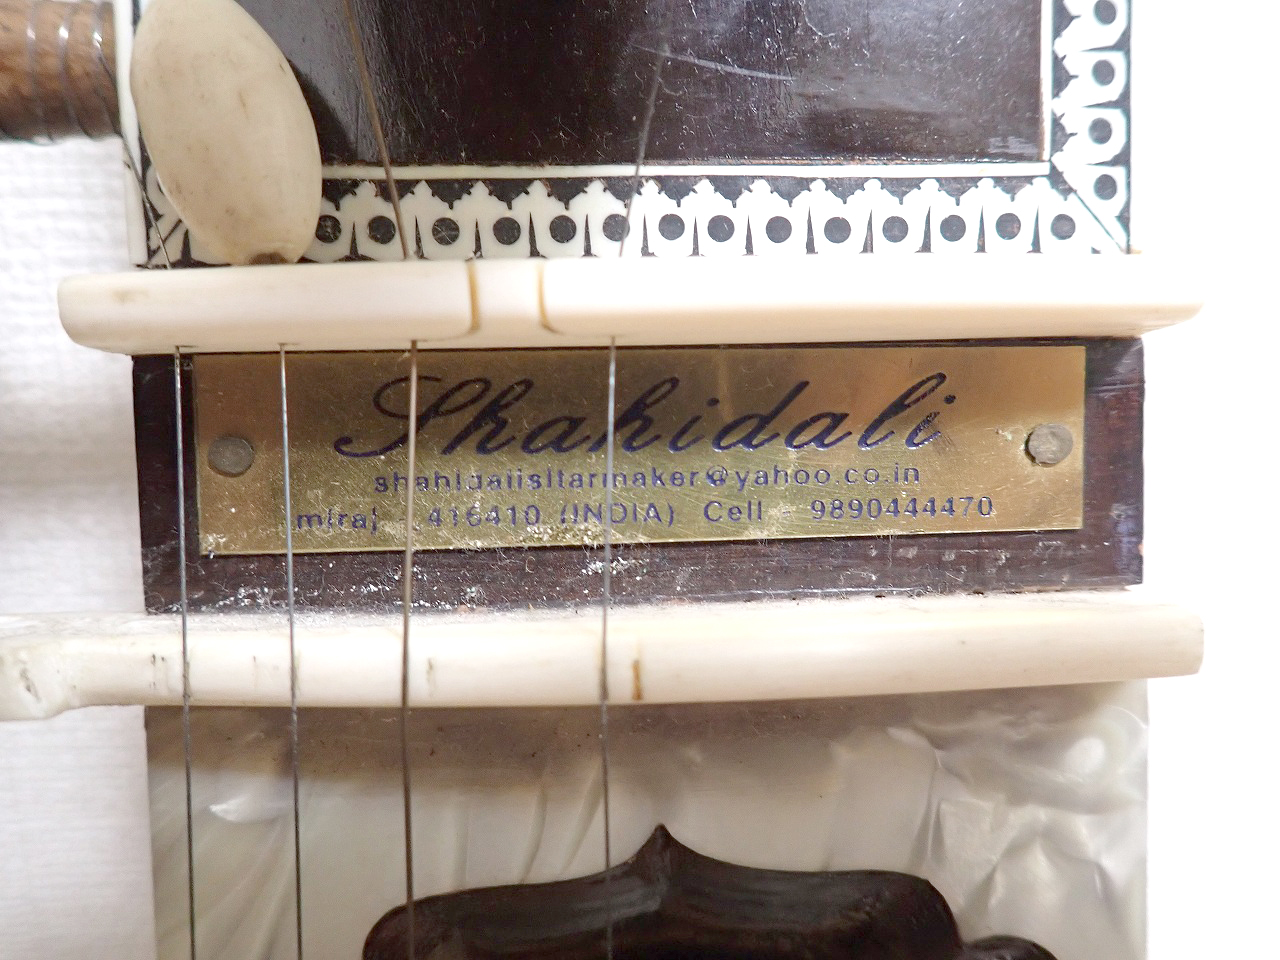 Shahidali
shahidalisitarmaker@yahoo.co.in
miraj - 416410 (INDIA) Cell - 9890444470